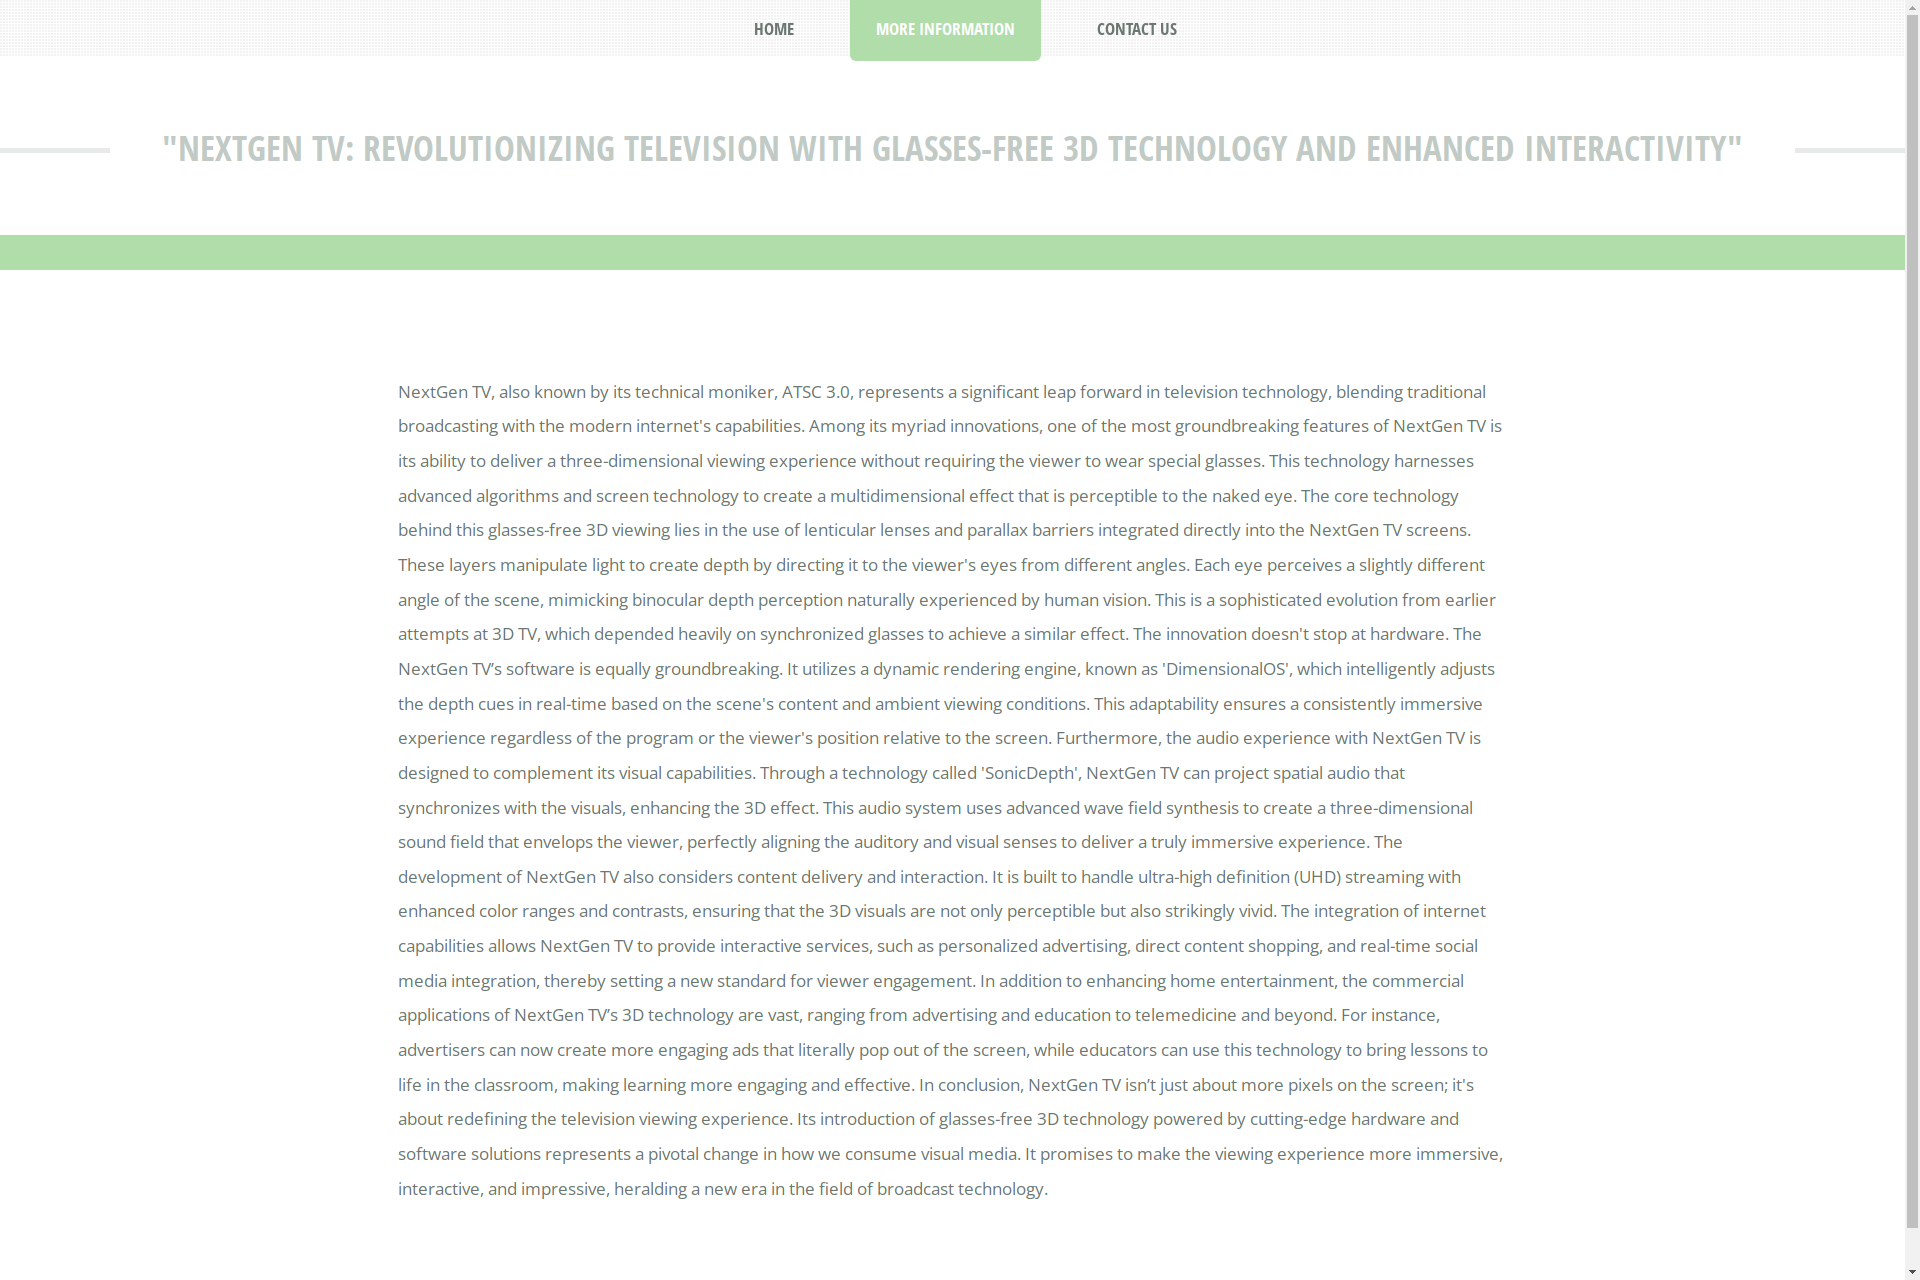 HOME
MORE INFORMATION
CONTACT US
"NEXTGEN TV: REVOLUTIONIZING TELEVISION WITH GLASSES-FREE 3D TECHNOLOGY AND ENHANCED INTERACTIVITY"
NextGen TV, also known by its technical moniker, ATSC 3.0, represents a significant leap forward in television technology, blending traditional
broadcasting with the modern internet's capabilities. Among its myriad innovations, one of the most groundbreaking features of NextGen TV is
its ability to deliver a three-dimensional viewing experience without requiring the viewer to wear special glasses. This technology harnesses
advanced algorithms and screen technology to create a multidimensional effect that is perceptible to the naked eye. The core technology
behind this glasses-free 3D viewing lies in the use of lenticular lenses and parallax barriers integrated directly into the NextGen TV screens.
These layers manipulate light to create depth by directing it to the viewer's eyes from different angles. Each eye perceives a slightly different
angle of the scene, mimicking binocular depth perception naturally experienced by human vision. This is a sophisticated evolution from earlier
attempts at 3D TV, which depended heavily on synchronized glasses to achieve a similar effect. The innovation doesn't stop at hardware. The
NextGen TV’s software is equally groundbreaking. It utilizes a dynamic rendering engine, known as 'DimensionalOS', which intelligently adjusts
the depth cues in real-time based on the scene's content and ambient viewing conditions. This adaptability ensures a consistently immersive
experience regardless of the program or the viewer's position relative to the screen. Furthermore, the audio experience with NextGen TV is
designed to complement its visual capabilities. Through a technology called 'SonicDepth', NextGen TV can project spatial audio that
synchronizes with the visuals, enhancing the 3D effect. This audio system uses advanced wave field synthesis to create a three-dimensional
sound field that envelops the viewer, perfectly aligning the auditory and visual senses to deliver a truly immersive experience. The
development of NextGen TV also considers content delivery and interaction. It is built to handle ultra-high definition (UHD) streaming with
enhanced color ranges and contrasts, ensuring that the 3D visuals are not only perceptible but also strikingly vivid. The integration of internet
capabilities allows NextGen TV to provide interactive services, such as personalized advertising, direct content shopping, and real-time social
media integration, thereby setting a new standard for viewer engagement. In addition to enhancing home entertainment, the commercial
applications of NextGen TV’s 3D technology are vast, ranging from advertising and education to telemedicine and beyond. For instance,
advertisers can now create more engaging ads that literally pop out of the screen, while educators can use this technology to bring lessons to
life in the classroom, making learning more engaging and effective. In conclusion, NextGen TV isn’t just about more pixels on the screen; it's
about redefining the television viewing experience. Its introduction of glasses-free 3D technology powered by cutting-edge hardware and
software solutions represents a pivotal change in how we consume visual media. It promises to make the viewing experience more immersive,
interactive, and impressive, heralding a new era in the field of broadcast technology.